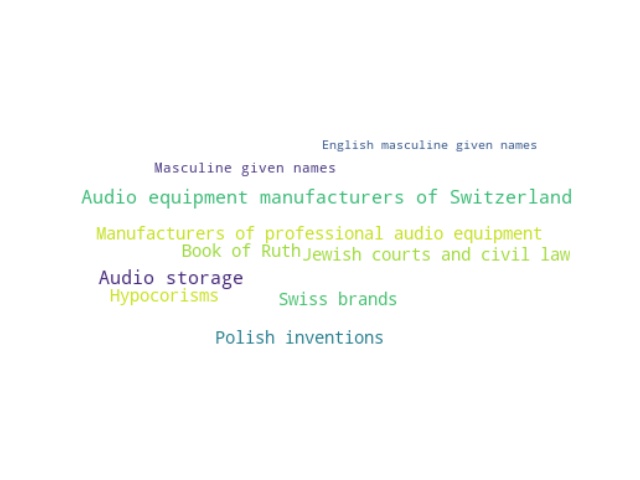 English masculine given names
Masculine given names
Audio equipment manufacturers of Switzerland
Manufacturers of professional audio equipment
Book of Ruth
Jewish courts and civil law
Audio storage
Hypocorisms
Swiss brands
Polish inventions